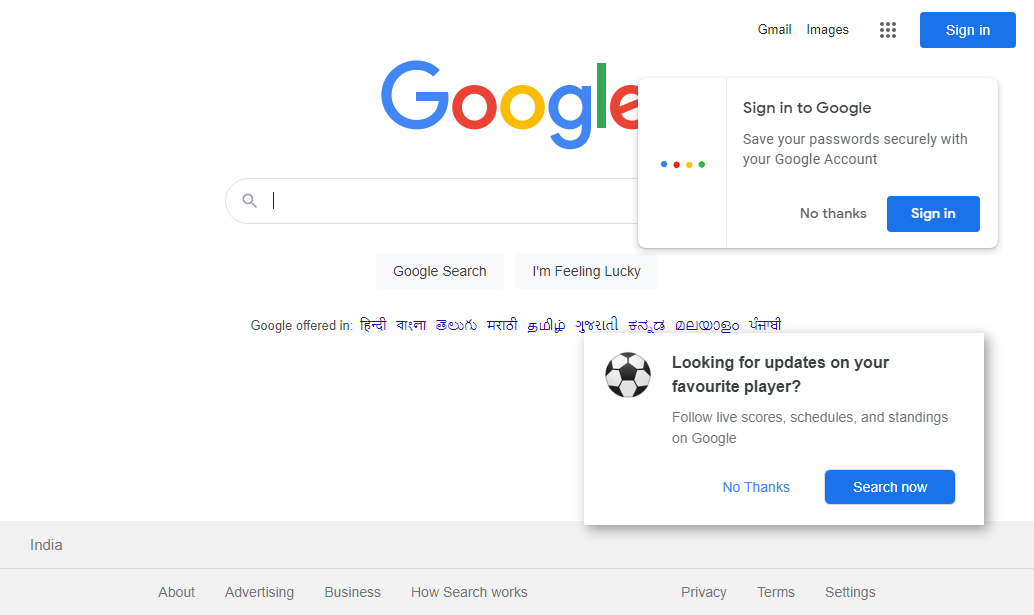 Gmail Images Sign in
Google
Sign in to Google
Save your passwords securely with
your Google Account
No thanks Sign in
Google Search I'm Feeling Lucky
Google offered in: हिन्दी বাংলা తెలుగు मराठी தமிழ் ગુજરાતી ಕನ್ನಡ മലയാളം ਪੰਜਾਬੀ
Looking for updates on your
favourite player?
Follow live scores, schedules, and standings
on Google
No Thanks Search now
India
About Advertising Business How Search works Privacy Terms Settings